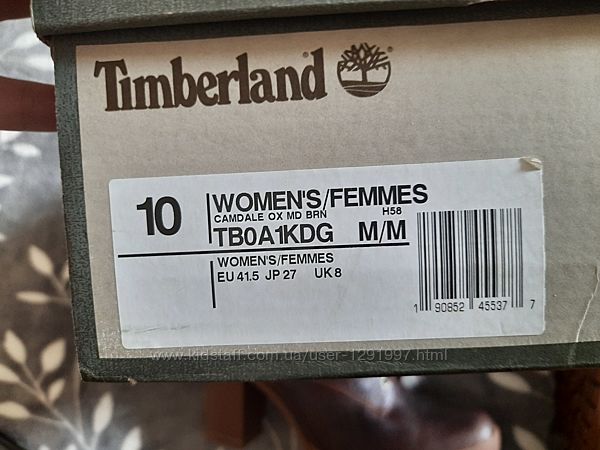 Timberland
10
WOMEN'S/FEMMES
CAMDALE OX MD BRN H58
TB0A1KDG M/M
WOMEN'S/FEMMES
EU 41.5 JP 27 UK 8
1 90852 45537 7
www.kidstaff.com.ua/user-1291997.html